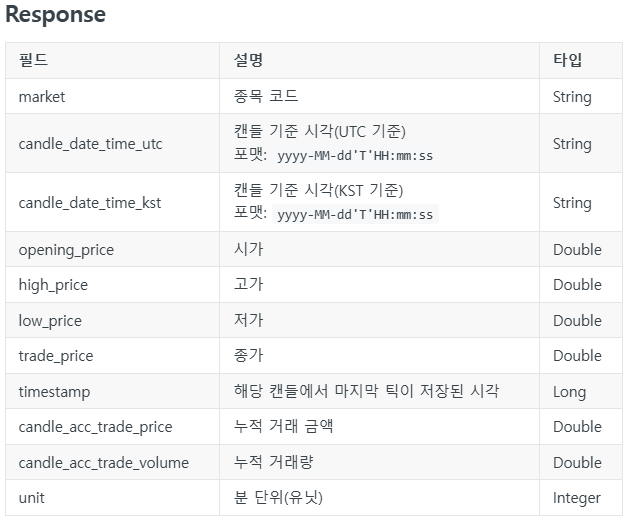 Response
필드 설명 타입
market 종목 코드 String
candle_date_time_utc 캔들 기준 시각(UTC 기준) String
포맷: yyyy-MM-dd'T'HH:mm:ss
candle_date_time_kst 캔들 기준 시각(KST 기준) String
포맷: yyyy-MM-dd'T'HH:mm:ss
opening_price 시가 Double
high_price 고가 Double
low_price 저가 Double
trade_price 종가 Double
timestamp 해당 캔들에서 마지막 틱이 저장된 시각 Long
candle_acc_trade_price 누적 거래 금액 Double
candle_acc_trade_volume 누적 거래량 Double
unit 분 단위(유닛) Integer